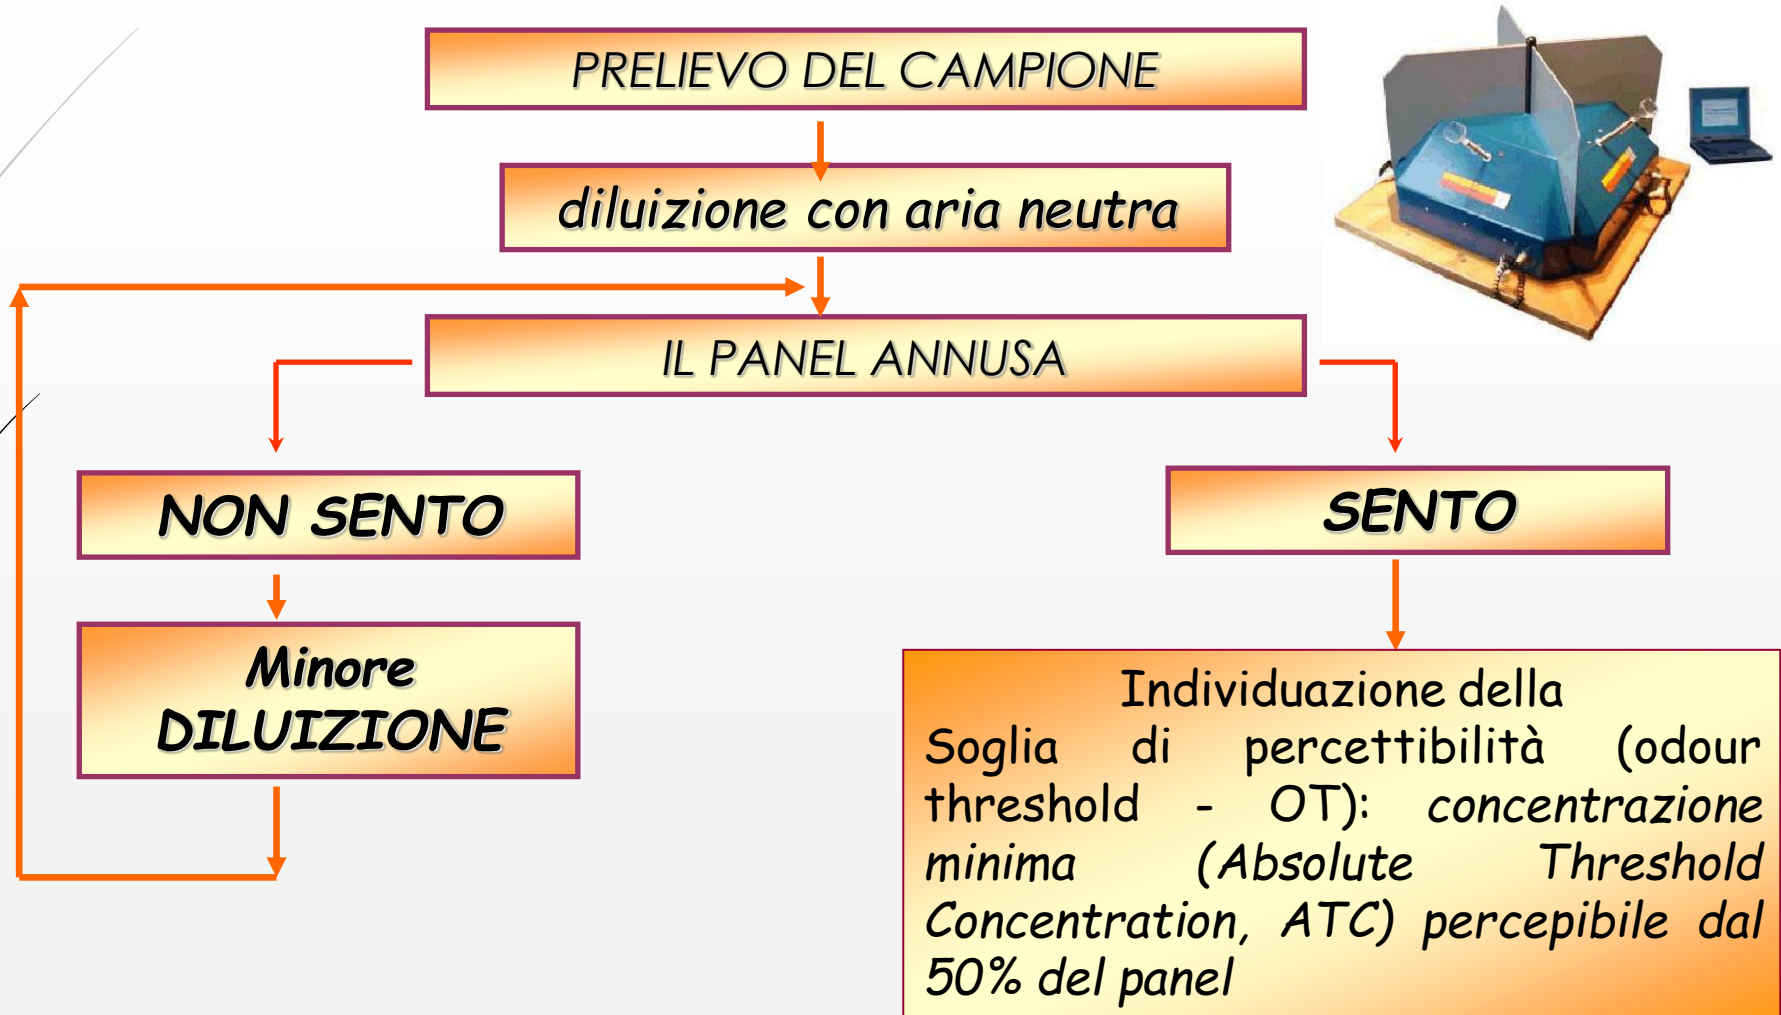 PRELIEVO DEL CAMPIONE
diluizione con aria neutra
IL PANEL ANNUSA
NON SENTO
SENTO
Minore
DILUIZIONE
Individuazione della
Soglia di percettibilità (odour
threshold - OT): concentrazione
minima (Absolute Threshold
Concentration, ATC) percepibile dal
50% del panel